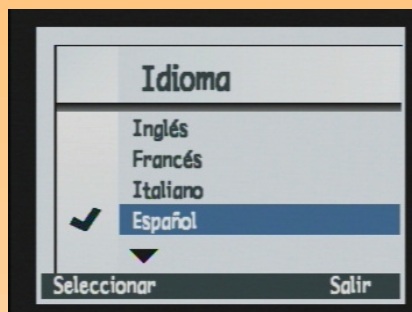 Idioma
Inglés
Francés
Italiano
Español
Seleccionar Salir